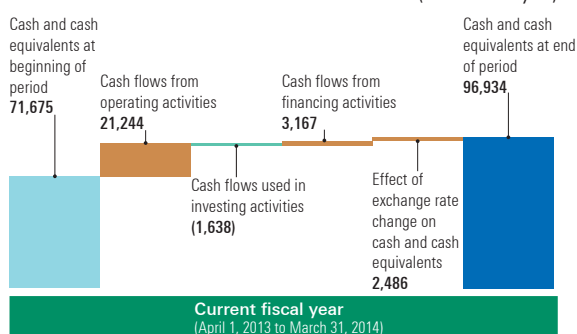 Cash and cash
equivalents at
beginning of
period
71,675
Cash flows from
operating activities
21,244
Cash flows used in
investing activities
(1,638)
Cash flows from
financing activities
3,167
Effect of
exchange rate
change on
cash and cash
equivalents
2,486
Cash and cash
equivalents at end
of period
96,934
Current fiscal year
(April 1, 2013 to March 31, 2014)